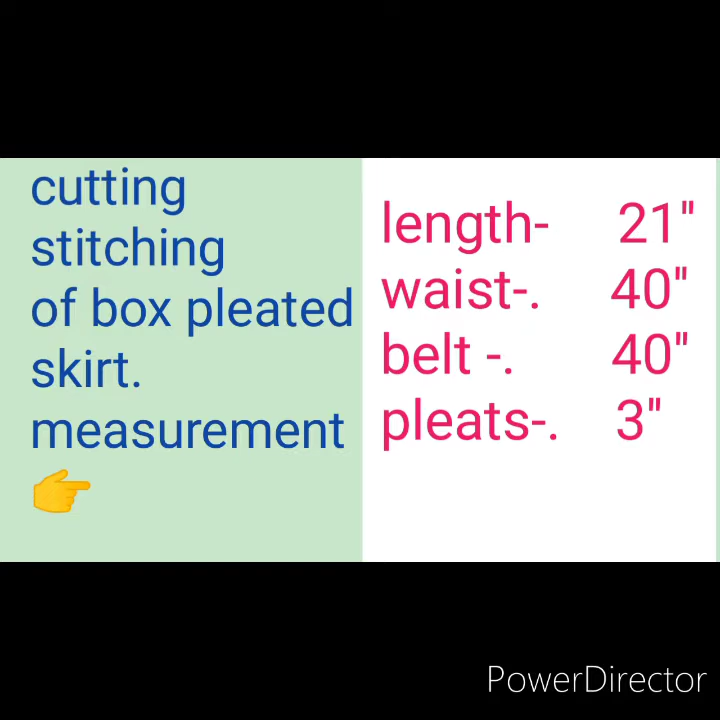 cutting
stitching
of box pleated
skirt.
measurement
👉
length- 21"
waist-. 40"
belt -. 40"
pleats-. 3"
PowerDirector